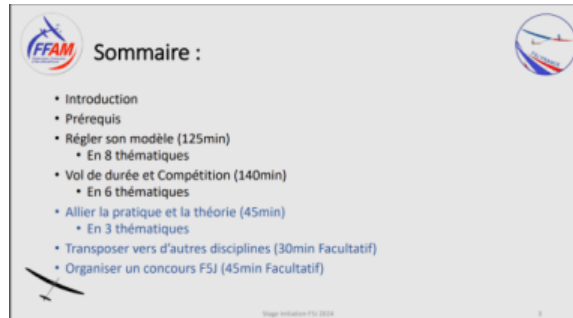 FFAM
Sommaire :
• Introduction
• Prérequis
• Régler son modèle (125min)
• En 8 thématiques
• Vol de durée et Compétition (140min)
• En 6 thématiques
• Allier la pratique et la théorie (45min)
• En 3 thématiques
• Transposer vers d'autres disciplines (30min Facultatif)
• Organiser un concours F5J (45min Facultatif)
Stage Initiation F5J 2024